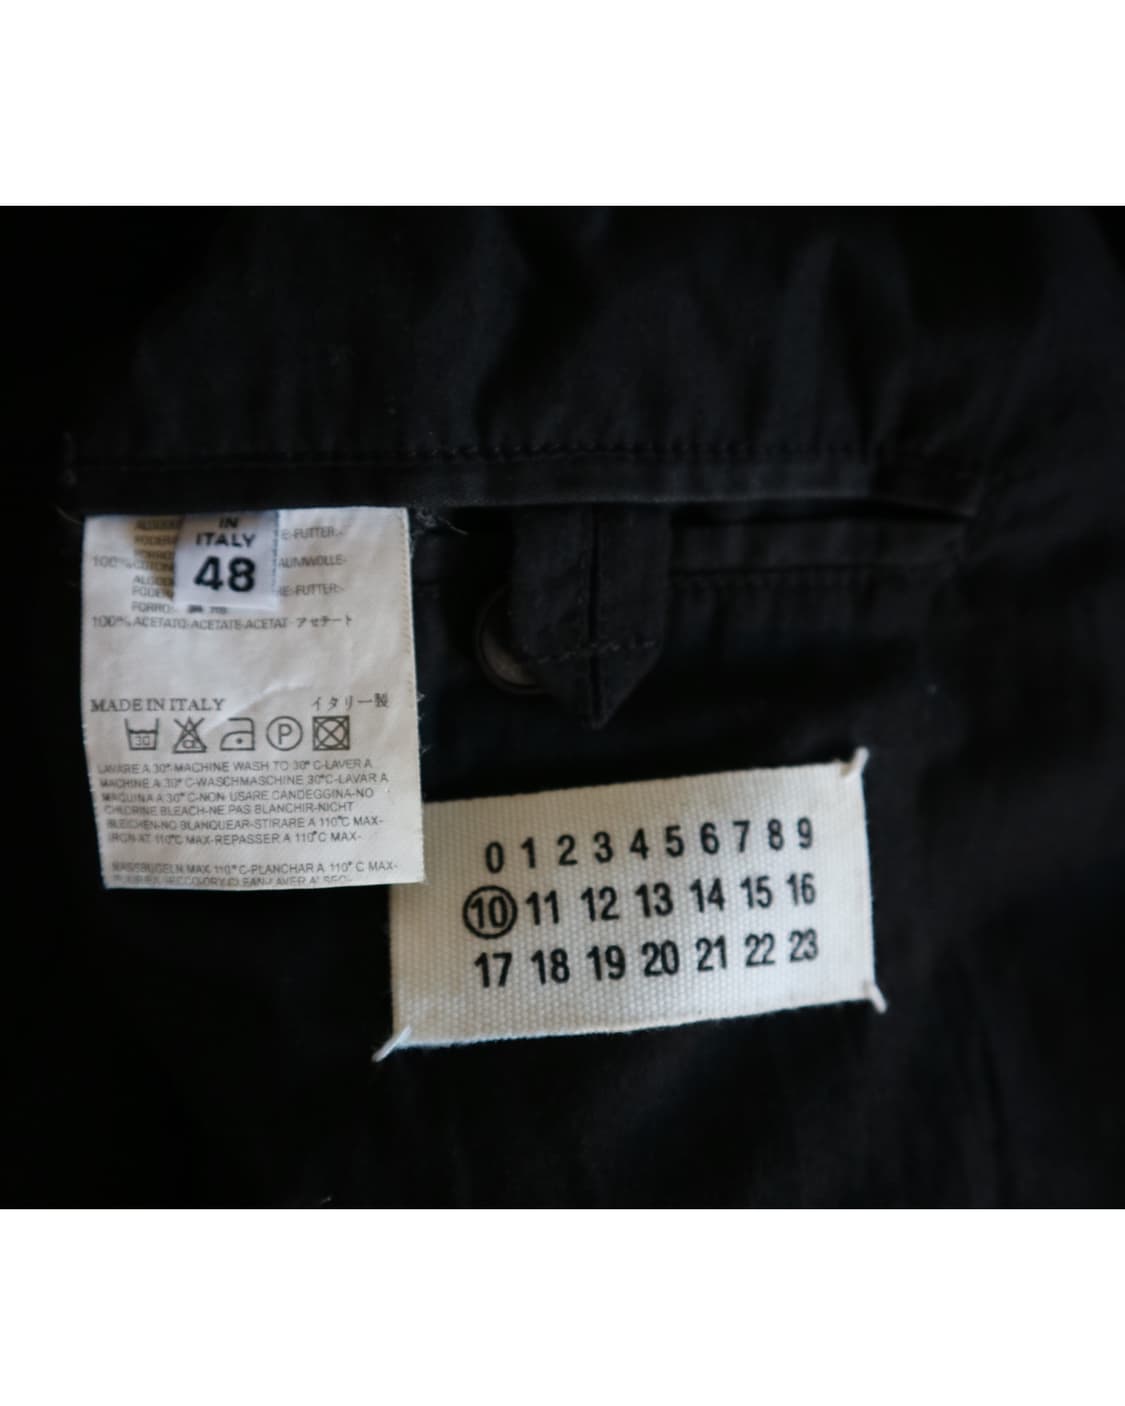 IN
ITALY
48
E-FUTTER-
100% COTON
AUMWOLLE-
RE-FUTTER-
100% ACETATO-ACETATE-ACETAT- アセテート
MADE IN ITALY イタリー製
30 P
LAVARE A 30°-MACHINE WASH TO 30° C-LAVER A
MACHINE A 30° C-WASCHMASCHINE 30°C-LAVAR A
MAQUINA A 30° C-NON USARE CANDEGGINA-NO
CHLORINE BLEACH-NE PAS BLANCHIR-NICHT
BLEICHEN-NO BLANQUEAR-STIRARE A 110°C MAX-
IRON AT 110°C MAX-REPASSER A 110°C MAX-
MAX 110° C-PLANCHAR A 110° C MAX-
0 1 2 3 4 5 6 7 8 9
10 11 12 13 14 15 16
17 18 19 20 21 22 23